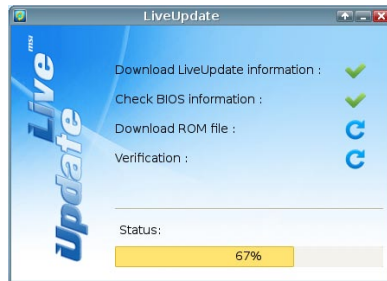 LiveUpdate
msi
Live
Update
Download LiveUpdate information :
Check BIOS information :
Download ROM file :
Verification :
Status:
67%